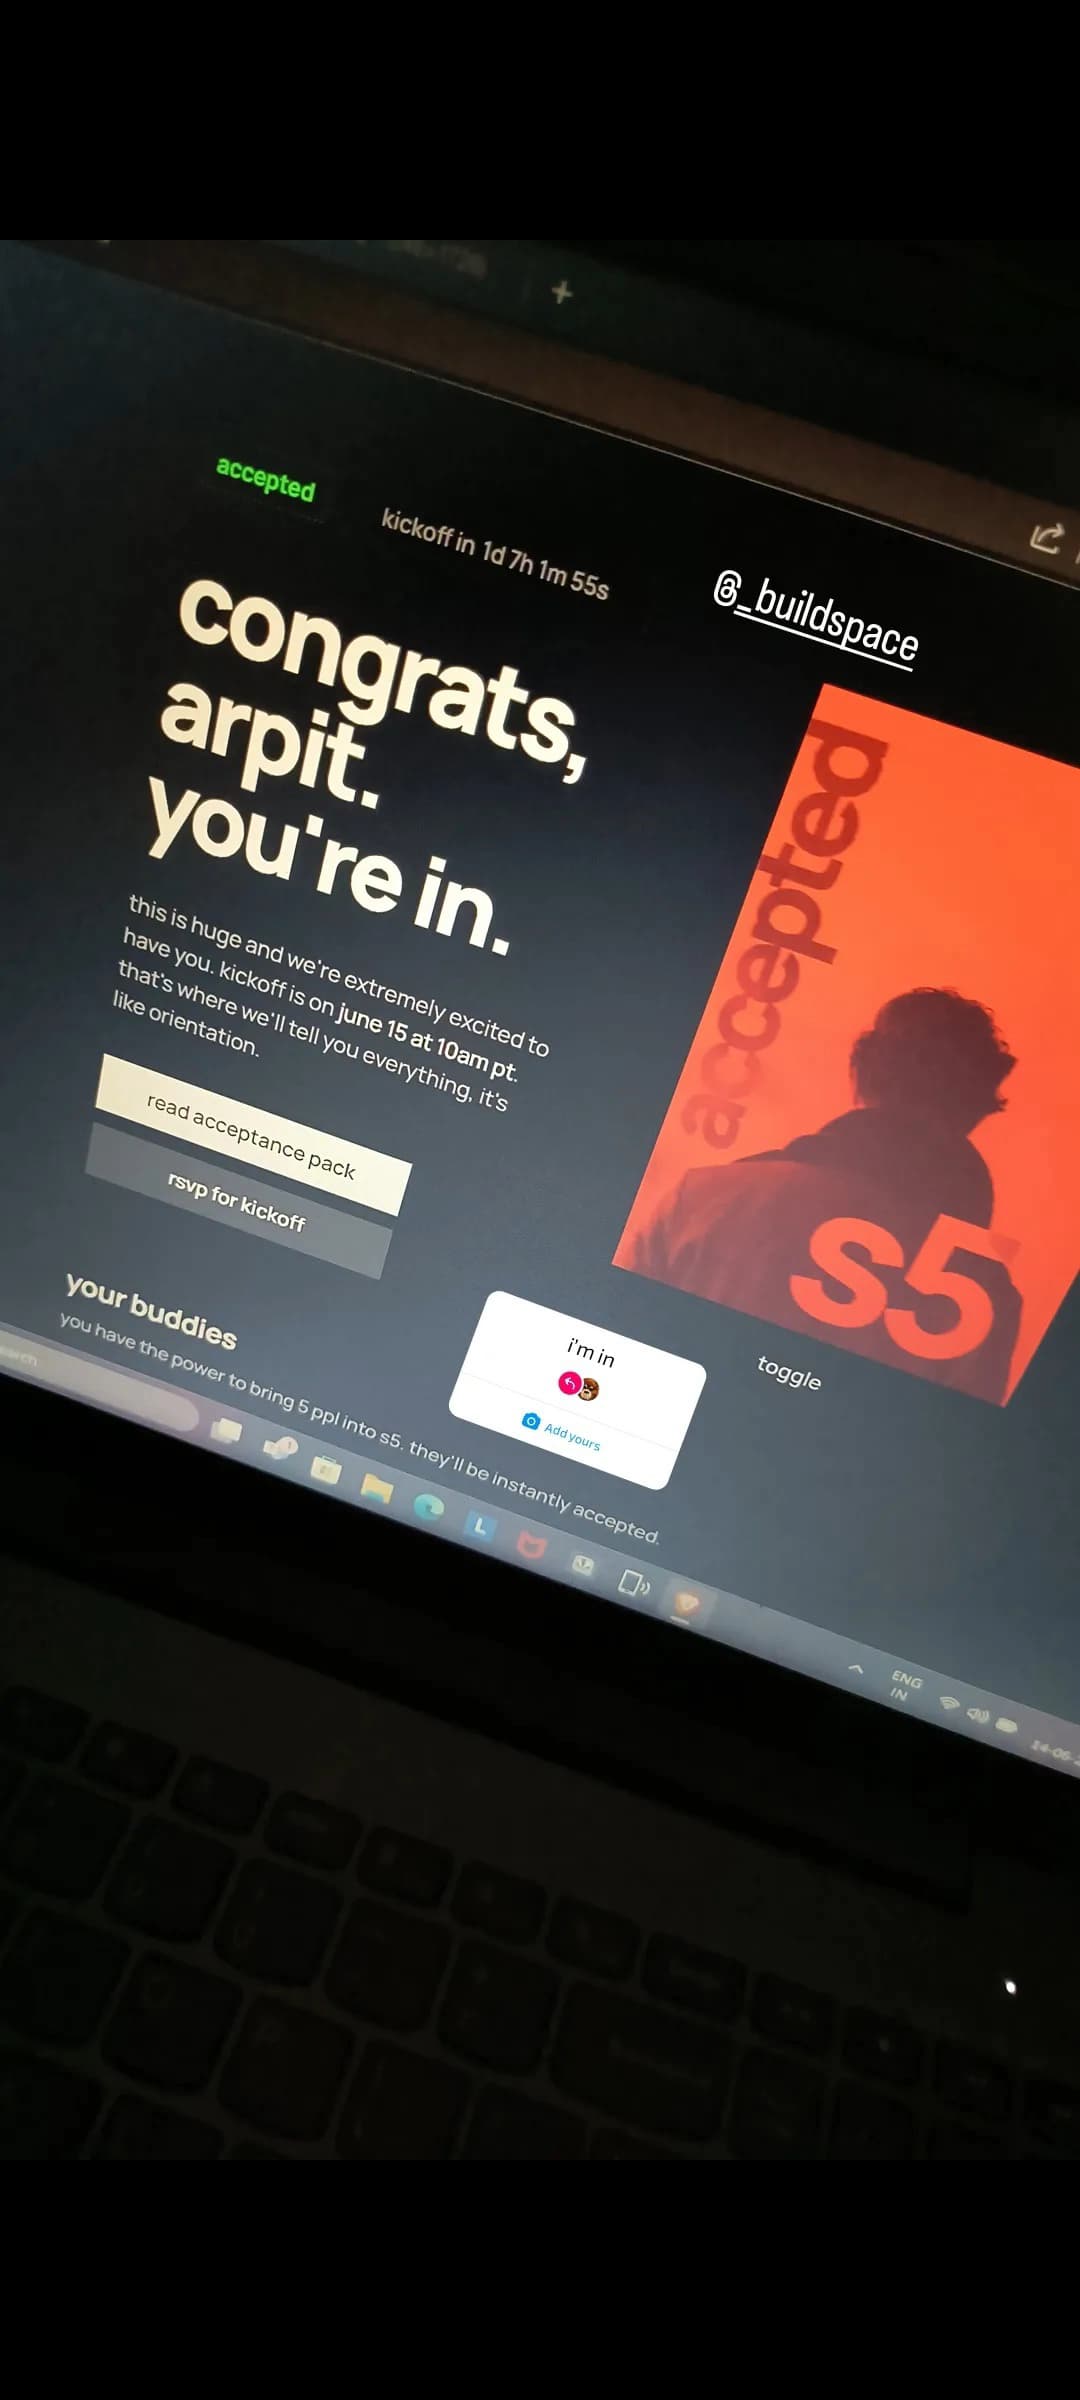 accepted
kickoff in 1d 7h 1m 55s
@_buildspace
congrats,
arpit.
you're in.
this is huge and we're extremely excited to
have you. kickoff is on june 15 at 10am pt.
that's where we'll tell you everything, it's
like orientation.
read acceptance pack
rsvp for kickoff
accepted
s5
toggle
your buddies
you have the power to bring 5 ppl into s5. they'll be instantly accepted.
i'm in
Add yours
L
ENG
IN